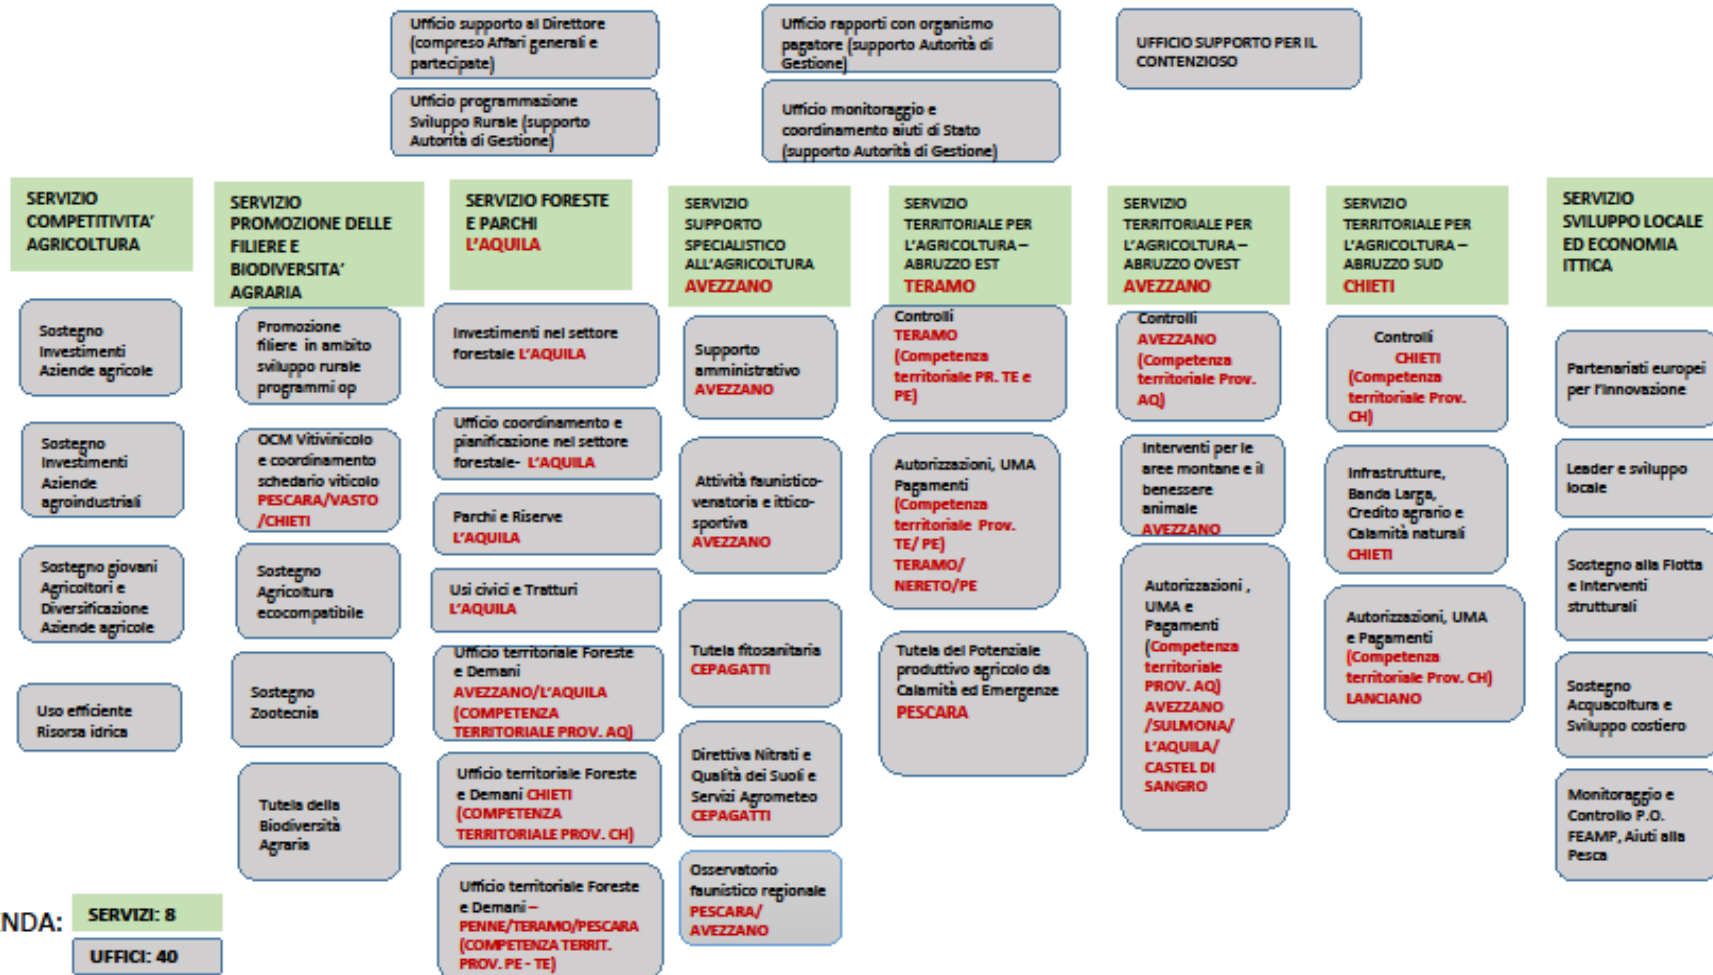 Ufficio supporto al Direttore
(compreso Affari generali e
partecipate)
Ufficio rapporti con organismo
pagatore (supporto Autorità di
Gestione)
UFFICIO SUPPORTO PER IL
CONTENZIOSO
Ufficio programmazione
Sviluppo Rurale (supporto
Autorità di Gestione)
Ufficio monitoraggio e
coordinamento aiuti di Stato
(supporto Autorità di Gestione)
SERVIZIO
COMPETITIVITA'
AGRICOLTURA
Sostegno
Investimenti
Aziende agricole
Sostegno
Investimenti
Aziende
agroindustriali
Sostegno giovani
Agricoltori e
Diversificazione
Aziende agricole
Uso efficiente
Risorsa idrica
SERVIZIO
PROMOZIONE DELLE
FILIERE E
BIODIVERSITA'
AGRARIA
Promozione
filiere in ambito
sviluppo rurale
programmi op
OCM Vitivinicolo
e coordinamento
schedario viticolo
PESCARA/VASTO
/CHIETI
Sostegno
Agricoltura
ecocompatibile
Sostegno
Zootecnia
Tutela della
Biodiversità
Agraria
SERVIZIO FORESTE
E PARCHI
L'AQUILA
Investimenti nel settore
forestale L'AQUILA
Ufficio coordinamento e
pianificazione nel settore
forestale- L'AQUILA
Parchi e Riserve
L'AQUILA
Usi civici e Tratturi
L'AQUILA
Ufficio territoriale Foreste
e Demani
AVEZZANO/L'AQUILA
(COMPETENZA
TERRITORIALE PROV. AQ)
Ufficio territoriale Foreste
e Demani CHIETI
(COMPETENZA
TERRITORIALE PROV. CH)
Ufficio territoriale Foreste
e Demani –
PENNE/TERAMO/PESCARA
(COMPETENZA TERRIT.
PROV. PE - TE)
SERVIZIO
SUPPORTO
SPECIALISTICO
ALL'AGRICOLTURA
AVEZZANO
Supporto
amministrativo
AVEZZANO
Attività faunistico-
venatoria e ittico-
sportiva
AVEZZANO
Tutela fitosanitaria
CEPAGATTI
Direttiva Nitrati e
Qualità dei Suoli e
Servizi Agrometeo
CEPAGATTI
Osservatorio
faunistico regionale
PESCARA/
AVEZZANO
SERVIZIO
TERRITORIALE PER
L'AGRICOLTURA –
ABRUZZO EST
TERAMO
Controlli
TERAMO
(Competenza
territoriale PR. TE e
PE)
Autorizzazioni, UMA
Pagamenti
(Competenza
territoriale Prov.
TE/ PE)
TERAMO/
NERETO/PE
Tutela del Potenziale
produttivo agricolo da
Calamità ed Emergenze
PESCARA
SERVIZIO
TERRITORIALE PER
L'AGRICOLTURA –
ABRUZZO OVEST
AVEZZANO
Controlli
AVEZZANO
(Competenza
territoriale Prov.
AQ)
Interventi per le
aree montane e il
benessere
animale
AVEZZANO
Autorizzazioni ,
UMA e
Pagamenti
(Competenza
territoriale
PROV. AQ)
AVEZZANO
/SULMONA/
L'AQUILA/
CASTEL DI
SANGRO
SERVIZIO
TERRITORIALE PER
L'AGRICOLTURA –
ABRUZZO SUD
CHIETI
Controlli
CHIETI
(Competenza
territoriale Prov.
CH)
Infrastrutture,
Banda Larga,
Credito agrario e
Calamità naturali
CHIETI
Autorizzazioni, UMA
e Pagamenti
(Competenza
territoriale Prov. CH)
LANCIANO
SERVIZIO
SVILUPPO LOCALE
ED ECONOMIA
ITTICA
Partenariati europei
per l'Innovazione
Leader e sviluppo
locale
Sostegno alla Flotta
e Interventi
strutturali
Sostegno
Acquacoltura e
Sviluppo costiero
Monitoraggio e
Controllo P.O.
FEAMP, Aiuti alla
Pesca
NDA:
SERVIZI: 8
UFFICI: 40